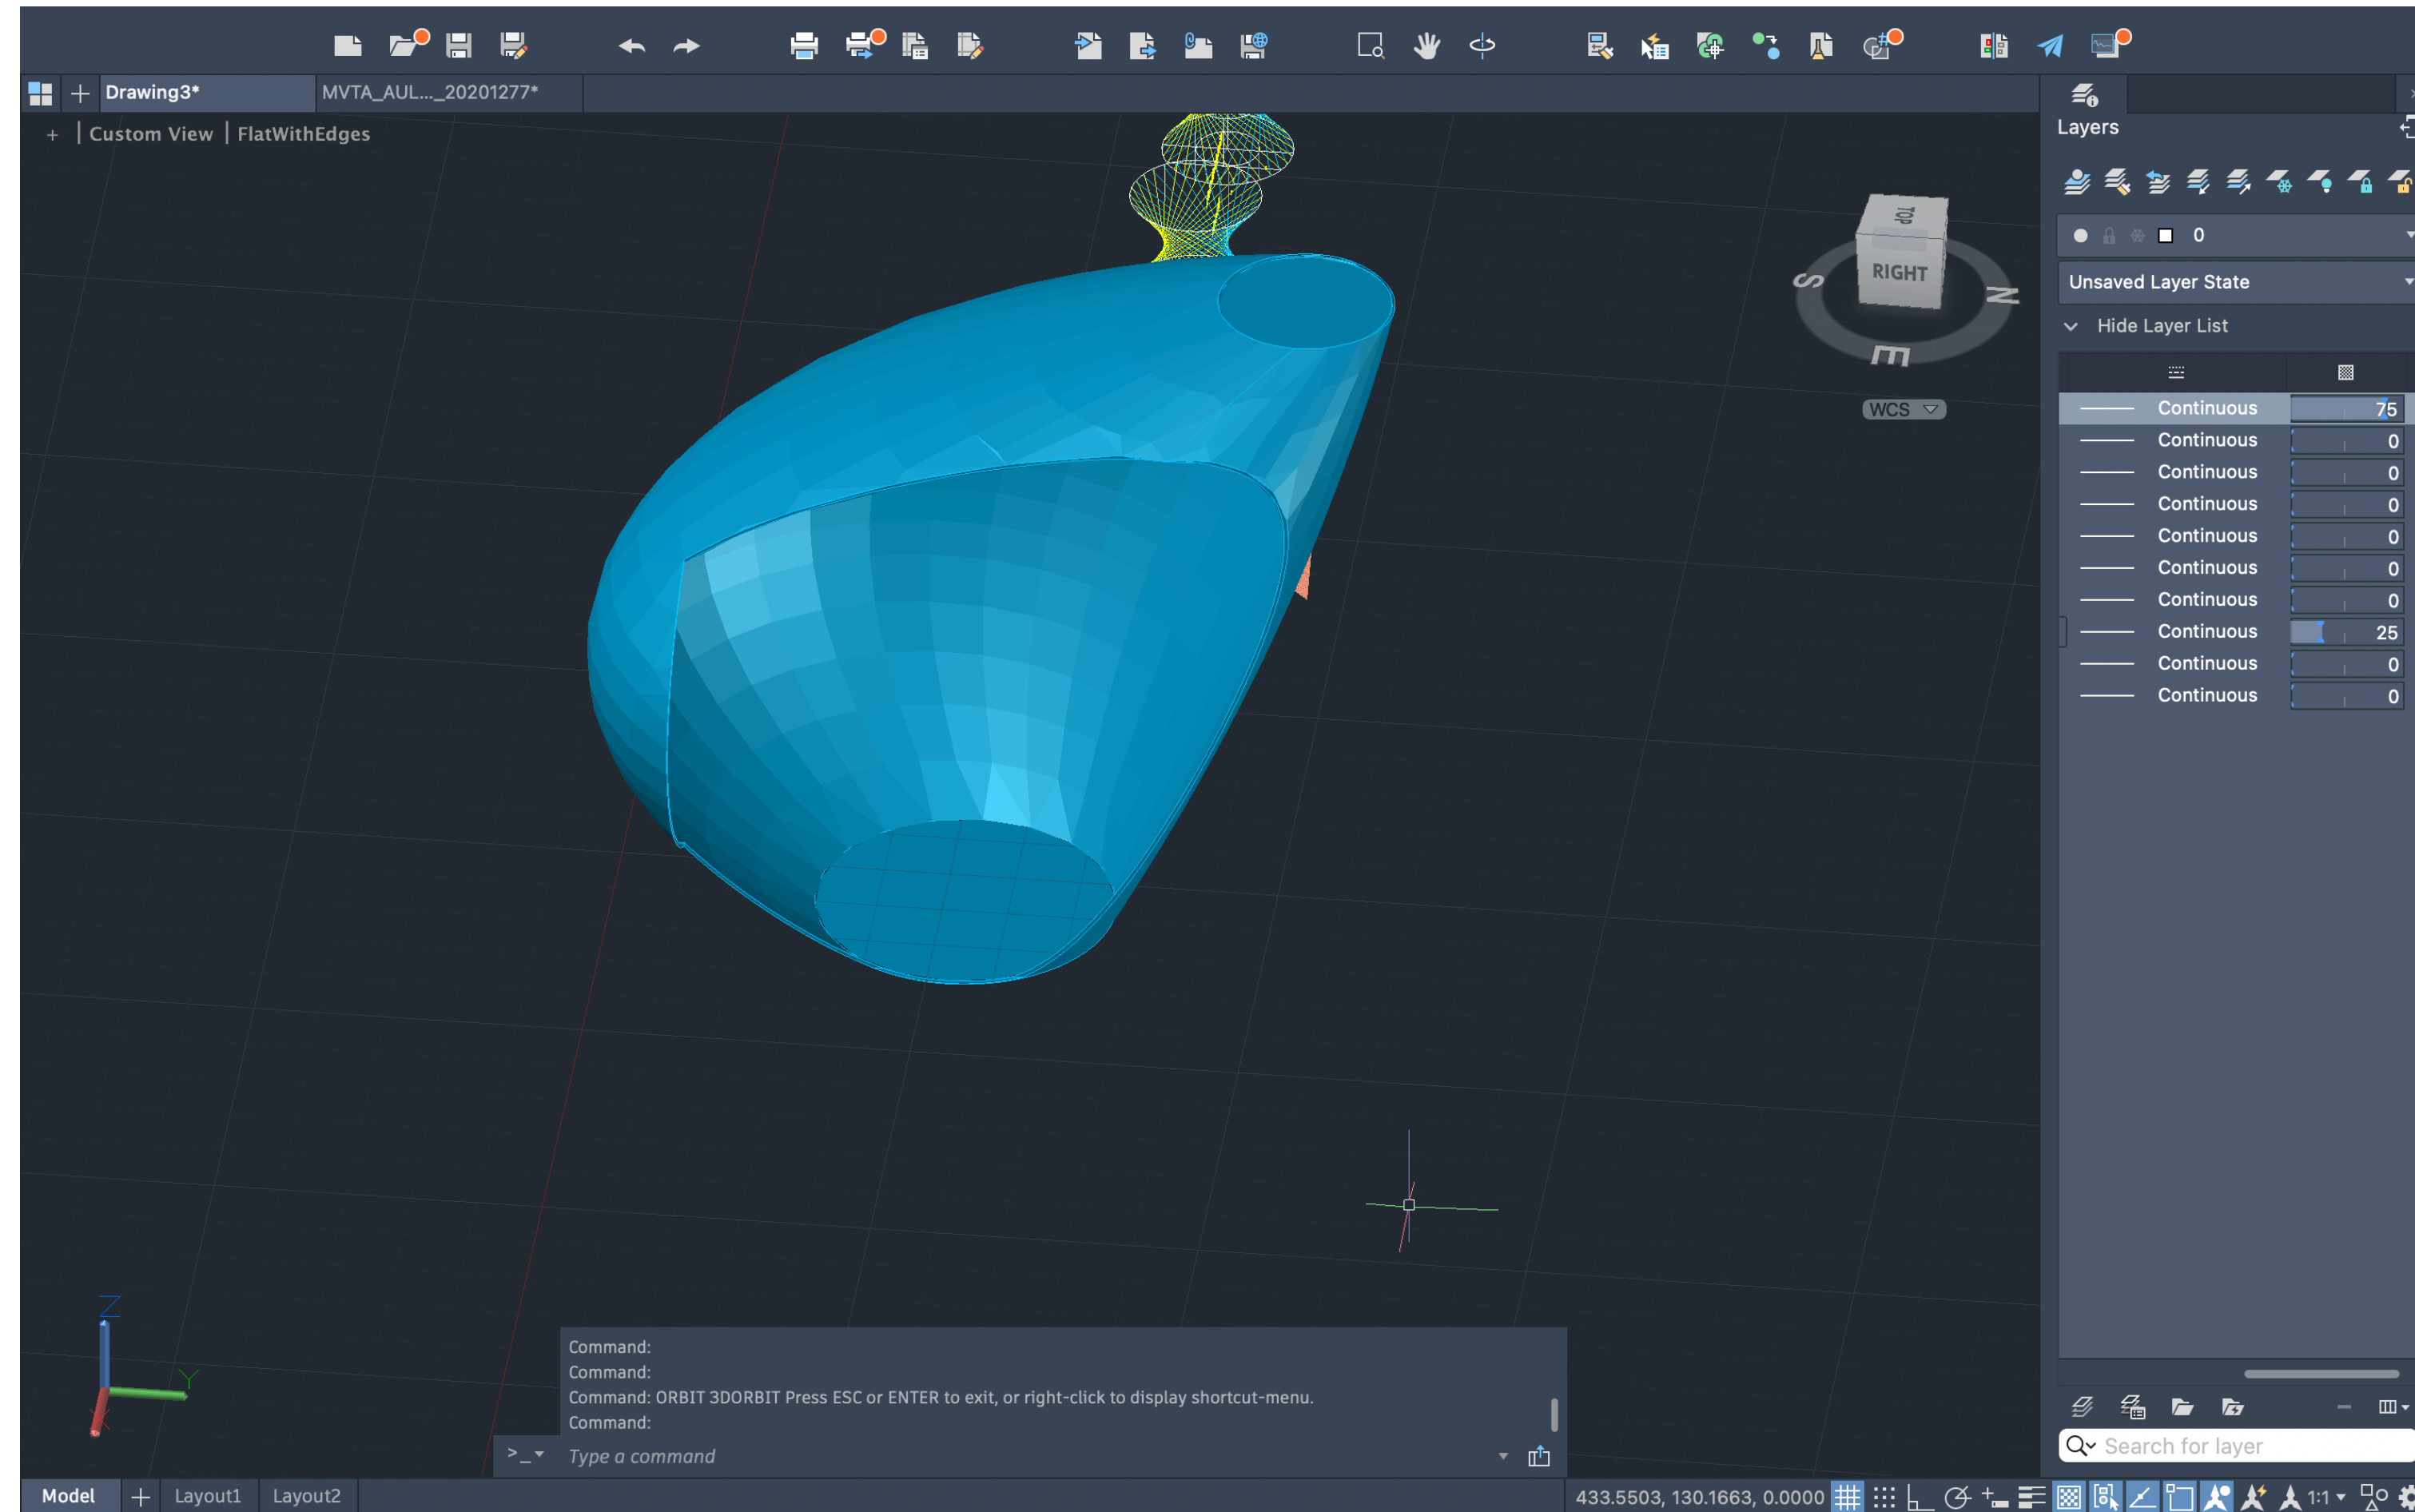 Drawing3*
MVTA_AUL..._20201277*
+ | Custom View | FlatWithEdges
Layers
0
Unsaved Layer State
Hide Layer List
TOP
RIGHT
S
N
E
WCS
Continuous 75
Continuous 0
Continuous 0
Continuous 0
Continuous 0
Continuous 0
Continuous 0
Continuous 25
Continuous 0
Continuous 0
Z
Y
X
Command:
Command:
Command: ORBIT 3DORBIT Press ESC or ENTER to exit, or right-click to display shortcut-menu.
Command:
Type a command
Search for layer
Model
Layout1
Layout2
433.5503, 130.1663, 0.0000
1:1